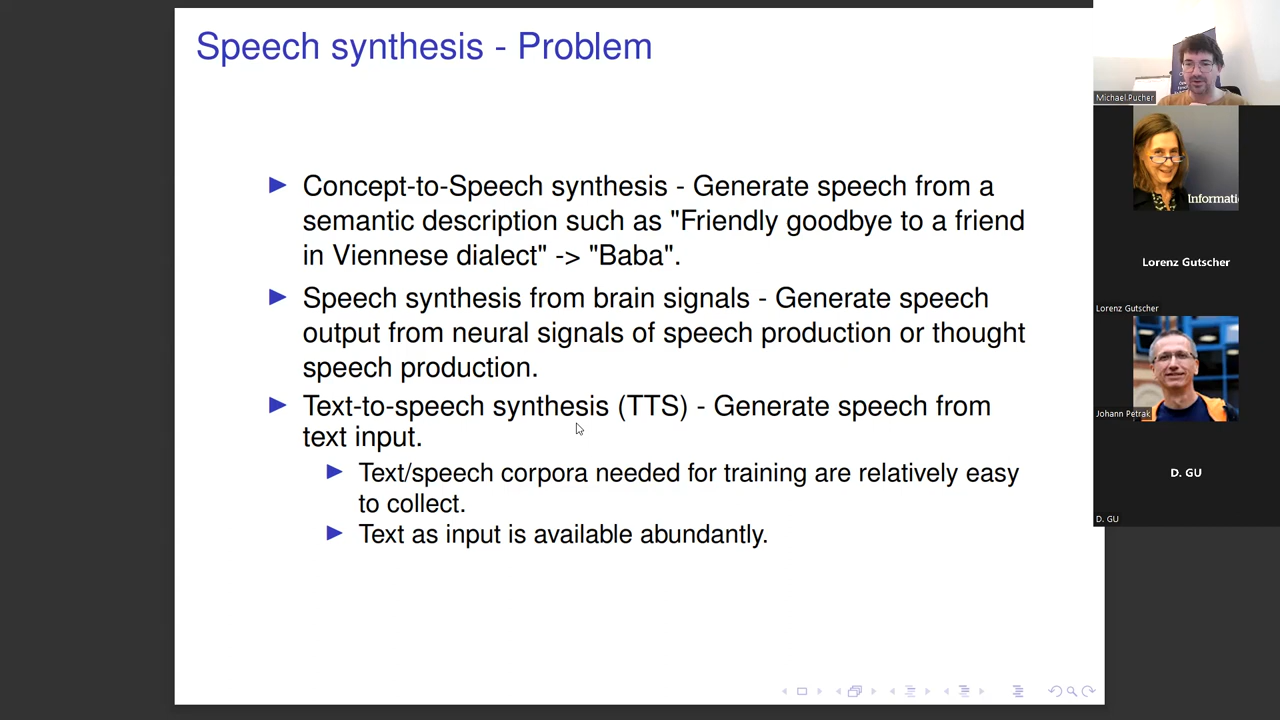 Speech synthesis - Problem
Concept-to-Speech synthesis - Generate speech from a
semantic description such as "Friendly goodbye to a friend
in Viennese dialect" -> "Baba".
Speech synthesis from brain signals - Generate speech
output from neural signals of speech production or thought
speech production.
Text-to-speech synthesis (TTS) - Generate speech from
text input.
Text/speech corpora needed for training are relatively easy
to collect.
Text as input is available abundantly.
Michael Pucher
Informati
Lorenz Gutscher
Lorenz Gutscher
Johann Petrak
D. GU
D. GU